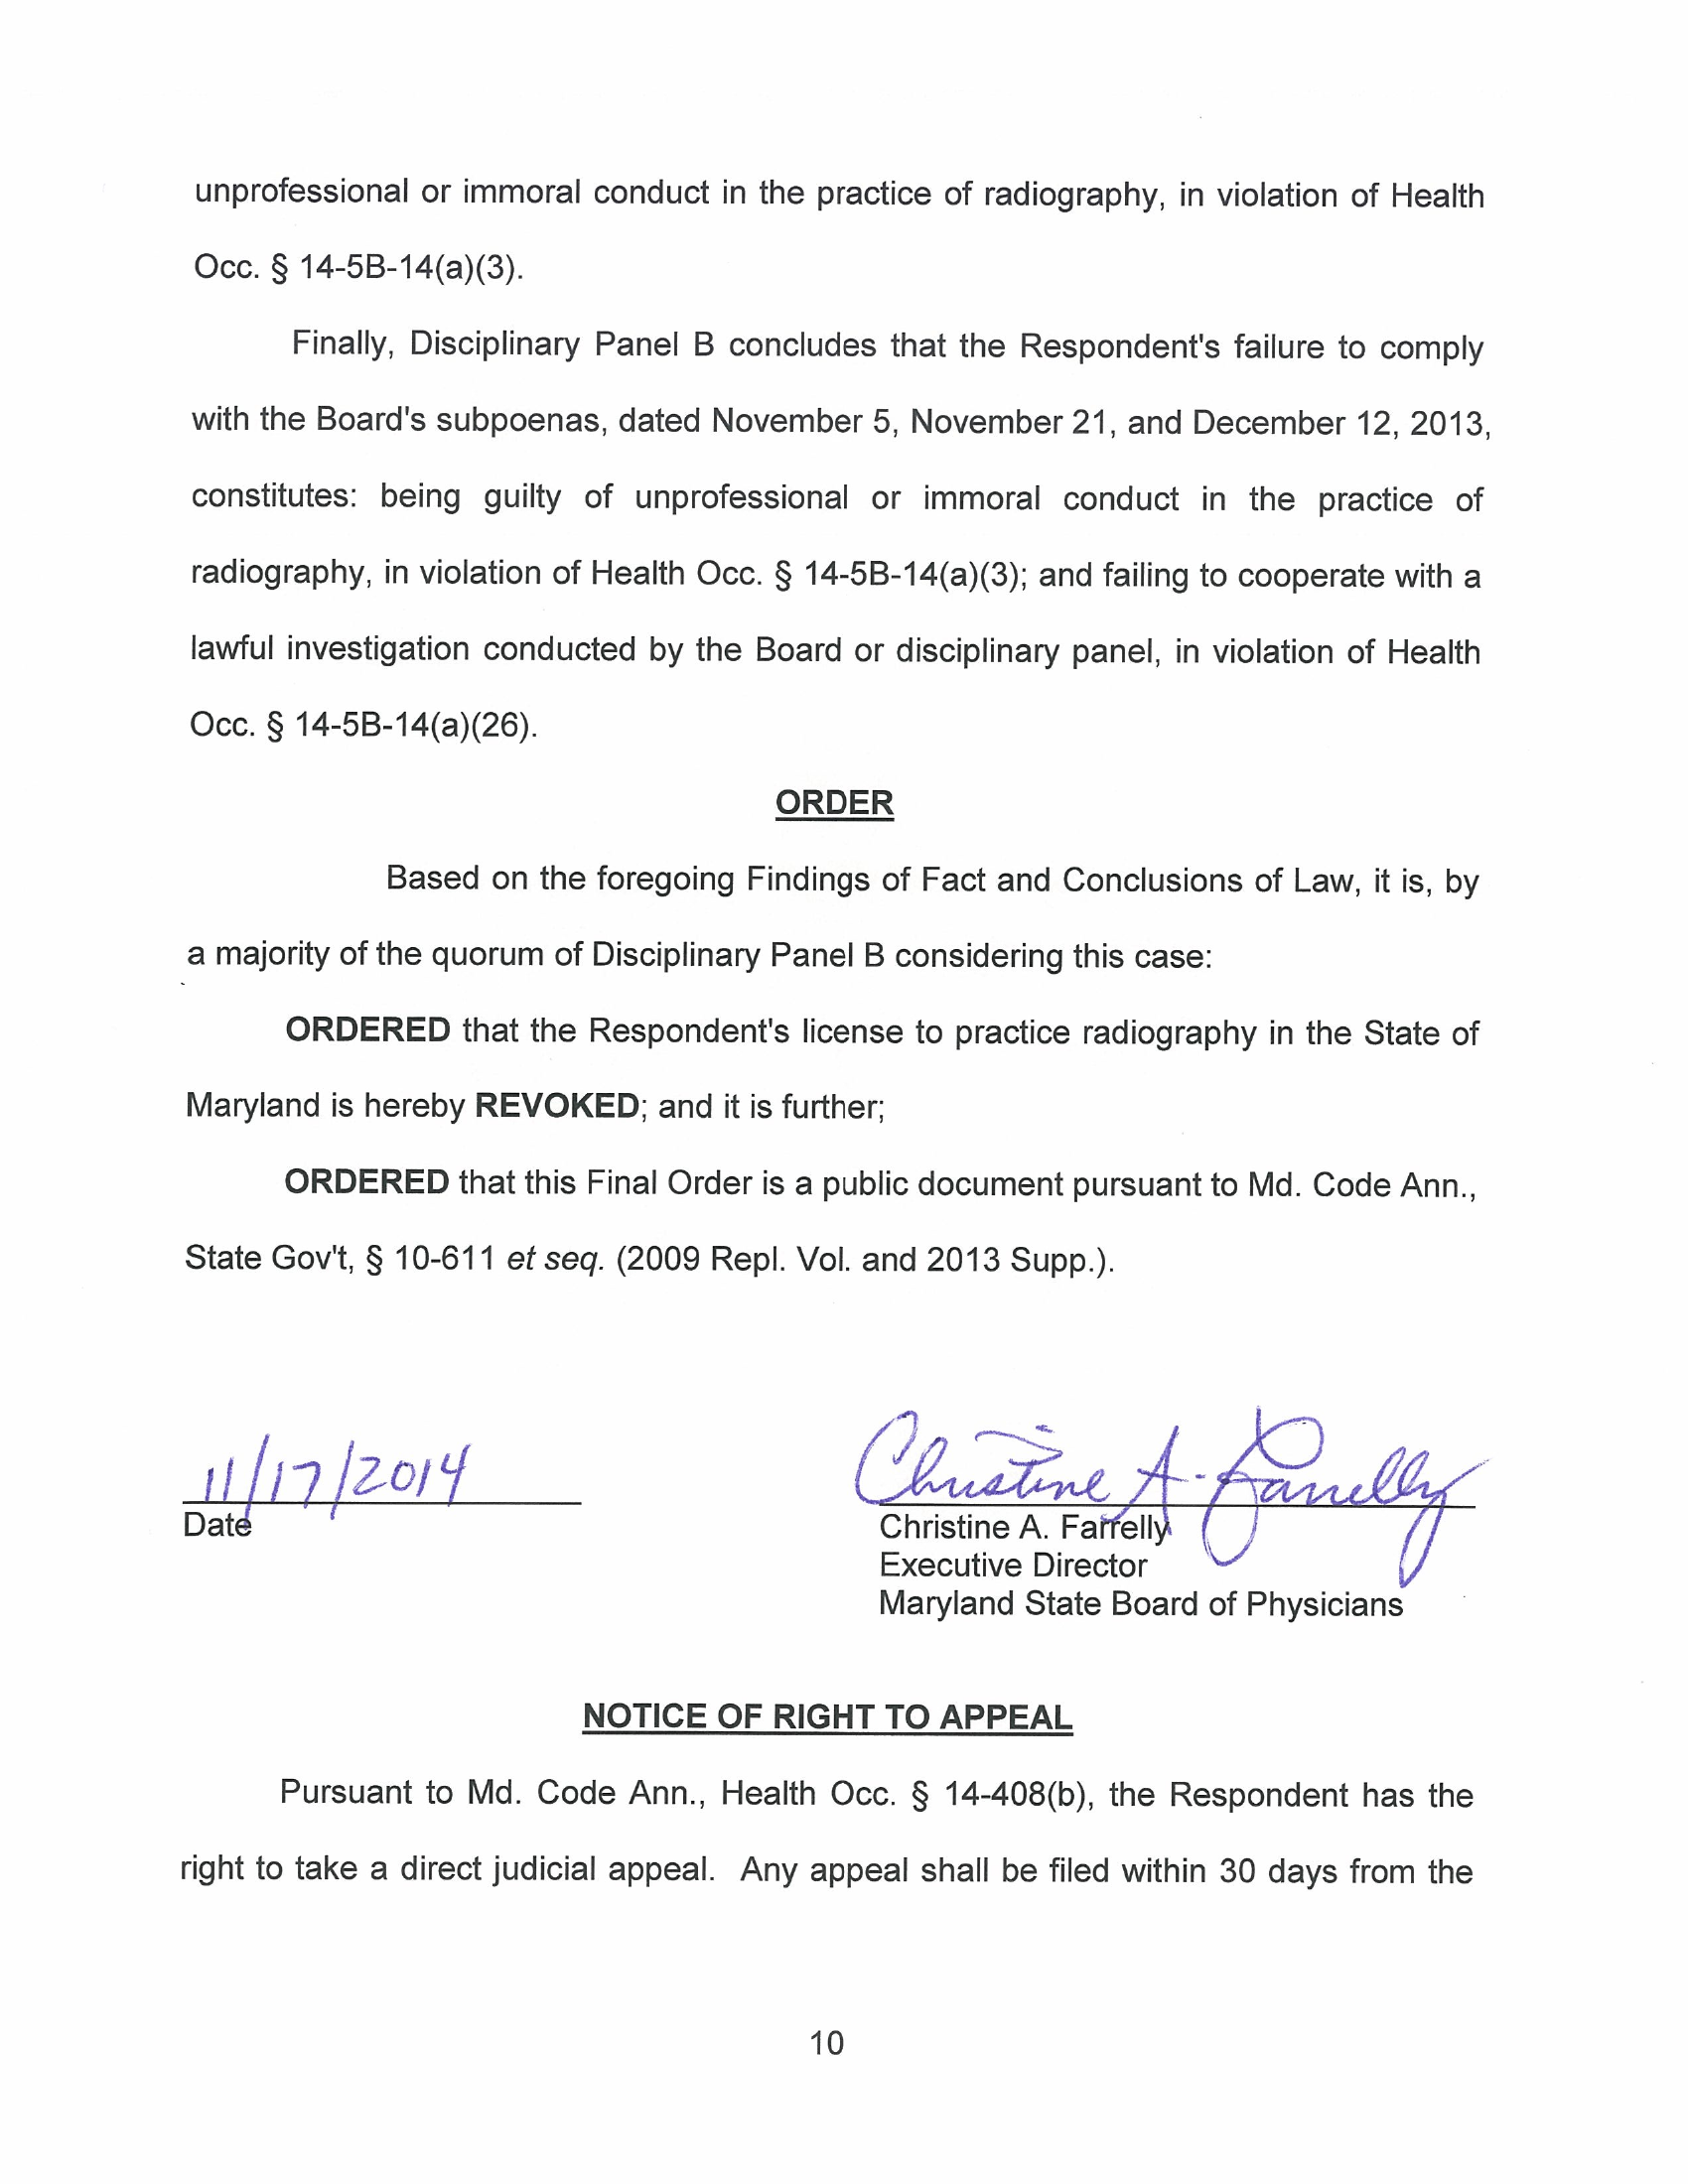 unprofessional or immoral conduct in the practice of radiography, in violation of Health
Occ. § 14-5B-14(a)(3).
Finally, Disciplinary Panel B concludes that the Respondent's failure to comply
with the Board's subpoenas, dated November 5, November 21, and December 12, 2013,
constitutes: being guilty of unprofessional or immoral conduct in the practice of
radiography, in violation of Health Occ. § 14-5B-14(a)(3); and failing to cooperate with a
lawful investigation conducted by the Board or disciplinary panel, in violation of Health
Occ. § 14-5B-14(a)(26).
ORDER
Based on the foregoing Findings of Fact and Conclusions of Law, it is, by
a majority of the quorum of Disciplinary Panel B considering this case:
ORDERED that the Respondent's license to practice radiography in the State of
Maryland is hereby REVOKED; and it is further;
ORDERED that this Final Order is a public document pursuant to Md. Code Ann.,
State Gov't, § 10-611 et seq. (2009 Repl. Vol. and 2013 Supp.).
11/17/2014
Date
Christine A. Farrelly
Christine A. Farrelly
Executive Director
Maryland State Board of Physicians
NOTICE OF RIGHT TO APPEAL
Pursuant to Md. Code Ann., Health Occ. § 14-408(b), the Respondent has the
right to take a direct judicial appeal. Any appeal shall be filed within 30 days from the
10